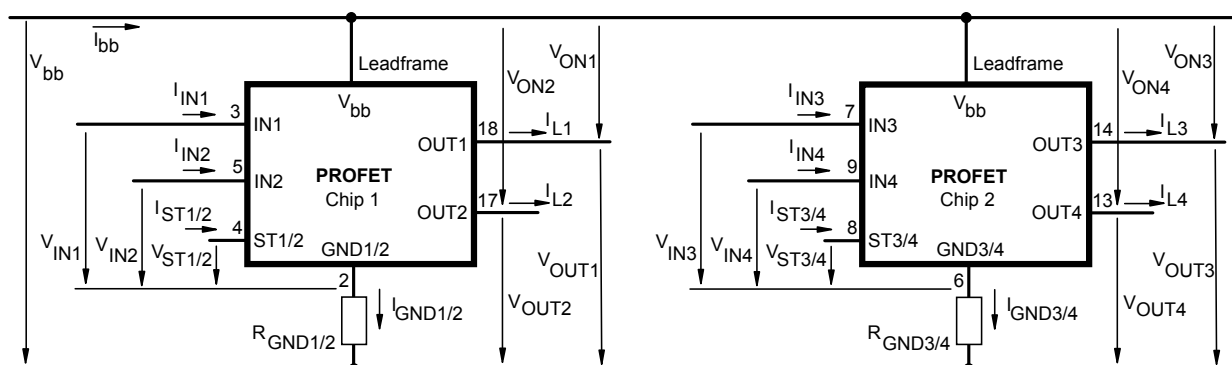 Ibb
Vbb
Leadframe
VON2
VON1
IIN1
3
IN1
Vbb
18
IL1
OUT1
IIN2
5
IN2
PROFET
Chip 1
17
IL2
OUT2
IST1/2
4
ST1/2
GND1/2
VIN1
VIN2
VST1/2
2
IGND1/2
RGND1/2
VOUT1
VOUT2
Leadframe
VON4
VON3
IIN3
7
IN3
Vbb
14
IL3
OUT3
IIN4
9
IN4
PROFET
Chip 2
13
IL4
OUT4
IST3/4
8
ST3/4
GND3/4
VIN3
VIN4
VST3/4
6
IGND3/4
RGND3/4
VOUT3
VOUT4